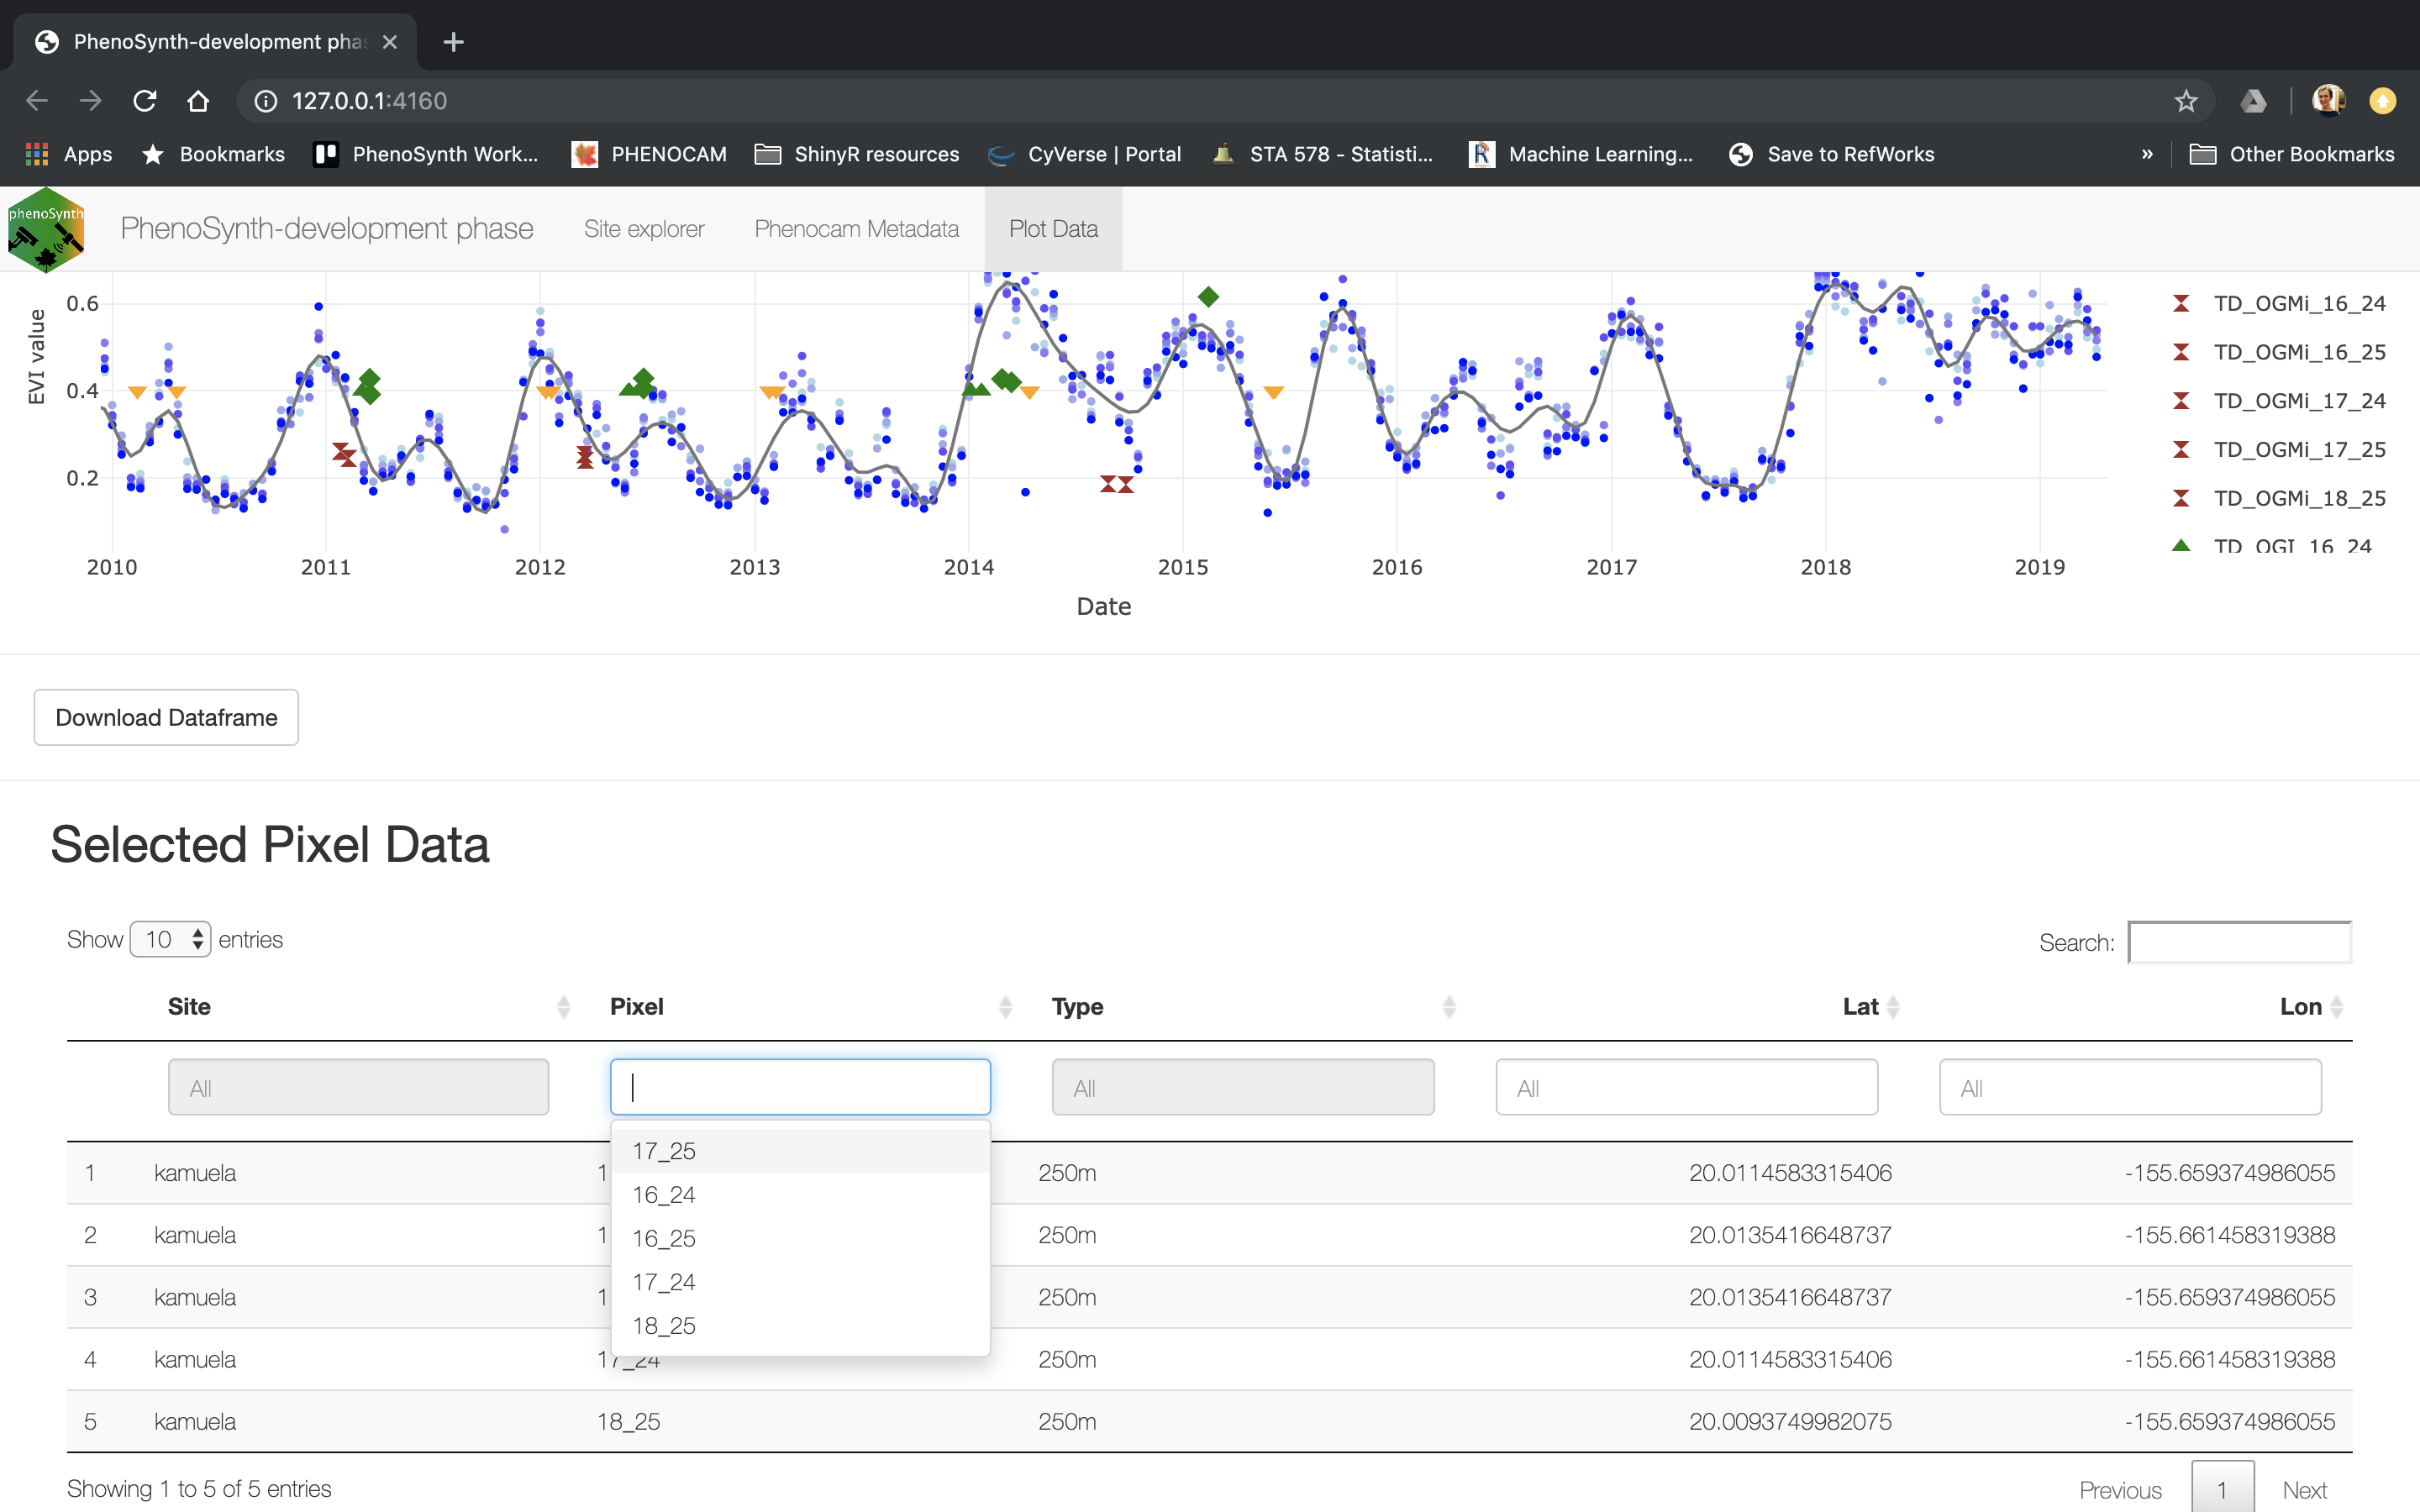 PhenoSynth-development pha
127.0.0.1:4160
Apps Bookmarks PhenoSynth Work... PHENOCAM ShinyR resources CyVerse | Portal STA 578 - Statisti... Machine Learning... Save to RefWorks » Other Bookmarks
phenoSynth
PhenoSynth-development phase Site explorer Phenocam Metadata Plot Data
EVI value
0.6
0.4
0.2
2010 2011 2012 2013 2014 2015 2016 2017 2018 2019
Date
TD_OGMi_16_24
TD_OGMi_16_25
TD_OGMi_17_24
TD_OGMi_17_25
TD_OGMi_18_25
TD_OGI_16_24
Download Dataframe
Selected Pixel Data
Show 10 entries
Search:
Site Pixel Type Lat Lon
All All All All
17_25
16_24
16_25
17_24
18_25
1 kamuela 1 250m 20.0114583315406 -155.659374986055
2 kamuela 1 250m 20.0135416648737 -155.661458319388
3 kamuela 1 250m 20.0135416648737 -155.659374986055
4 kamuela 17_24 250m 20.0114583315406 -155.661458319388
5 kamuela 18_25 250m 20.0093749982075 -155.659374986055
Showing 1 to 5 of 5 entries
Previous 1 Next